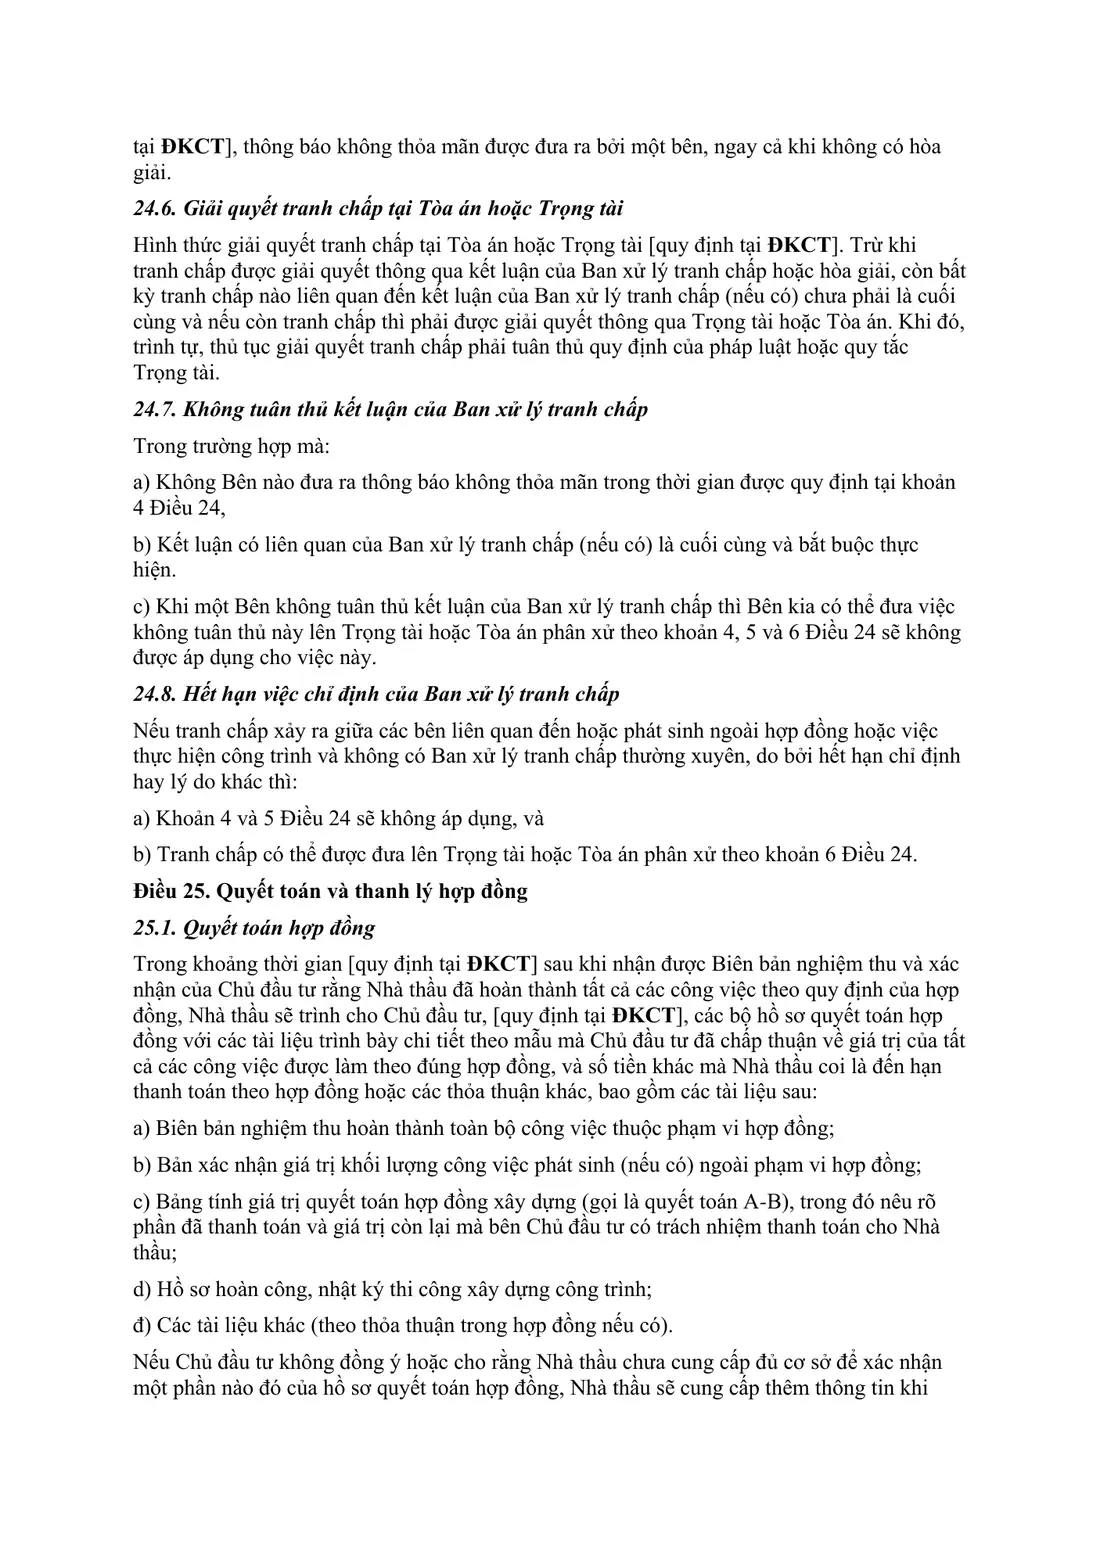 tại ĐKCT], thông báo không thỏa mãn được đưa ra bởi một bên, ngay cả khi không có hòa
giải.
24.6. Giải quyết tranh chấp tại Tòa án hoặc Trọng tài
Hình thức giải quyết tranh chấp tại Tòa án hoặc Trọng tài [quy định tại ĐKCT]. Trừ khi
tranh chấp được giải quyết thông qua kết luận của Ban xử lý tranh chấp hoặc hòa giải, còn bất
kỳ tranh chấp nào liên quan đến kết luận của Ban xử lý tranh chấp (nếu có) chưa phải là cuối
cùng và nếu còn tranh chấp thì phải được giải quyết thông qua Trọng tài hoặc Tòa án. Khi đó,
trình tự, thủ tục giải quyết tranh chấp phải tuân thủ quy định của pháp luật hoặc quy tắc
Trọng tài.
24.7. Không tuân thủ kết luận của Ban xử lý tranh chấp
Trong trường hợp mà:
a) Không Bên nào đưa ra thông báo không thỏa mãn trong thời gian được quy định tại khoản
4 Điều 24,
b) Kết luận có liên quan của Ban xử lý tranh chấp (nếu có) là cuối cùng và bắt buộc thực
hiện.
c) Khi một Bên không tuân thủ kết luận của Ban xử lý tranh chấp thì Bên kia có thể đưa việc
không tuân thủ này lên Trọng tài hoặc Tòa án phân xử theo khoản 4, 5 và 6 Điều 24 sẽ không
được áp dụng cho việc này.
24.8. Hết hạn việc chỉ định của Ban xử lý tranh chấp
Nếu tranh chấp xảy ra giữa các bên liên quan đến hoặc phát sinh ngoài hợp đồng hoặc việc
thực hiện công trình và không có Ban xử lý tranh chấp thường xuyên, do bởi hết hạn chỉ định
hay lý do khác thì:
a) Khoản 4 và 5 Điều 24 sẽ không áp dụng, và
b) Tranh chấp có thể được đưa lên Trọng tài hoặc Tòa án phân xử theo khoản 6 Điều 24.
Điều 25. Quyết toán và thanh lý hợp đồng
25.1. Quyết toán hợp đồng
Trong khoảng thời gian [quy định tại ĐKCT] sau khi nhận được Biên bản nghiệm thu và xác
nhận của Chủ đầu tư rằng Nhà thầu đã hoàn thành tất cả các công việc theo quy định của hợp
đồng, Nhà thầu sẽ trình cho Chủ đầu tư, [quy định tại ĐKCT], các bộ hồ sơ quyết toán hợp
đồng với các tài liệu trình bày chi tiết theo mẫu mà Chủ đầu tư đã chấp thuận về giá trị của tất
cả các công việc được làm theo đúng hợp đồng, và số tiền khác mà Nhà thầu coi là đến hạn
thanh toán theo hợp đồng hoặc các thỏa thuận khác, bao gồm các tài liệu sau:
a) Biên bản nghiệm thu hoàn thành toàn bộ công việc thuộc phạm vi hợp đồng;
b) Bản xác nhận giá trị khối lượng công việc phát sinh (nếu có) ngoài phạm vi hợp đồng;
c) Bảng tính giá trị quyết toán hợp đồng xây dựng (gọi là quyết toán A-B), trong đó nêu rõ
phần đã thanh toán và giá trị còn lại mà bên Chủ đầu tư có trách nhiệm thanh toán cho Nhà
thầu;
d) Hồ sơ hoàn công, nhật ký thi công xây dựng công trình;
đ) Các tài liệu khác (theo thỏa thuận trong hợp đồng nếu có).
Nếu Chủ đầu tư không đồng ý hoặc cho rằng Nhà thầu chưa cung cấp đủ cơ sở để xác nhận
một phần nào đó của hồ sơ quyết toán hợp đồng, Nhà thầu sẽ cung cấp thêm thông tin khi